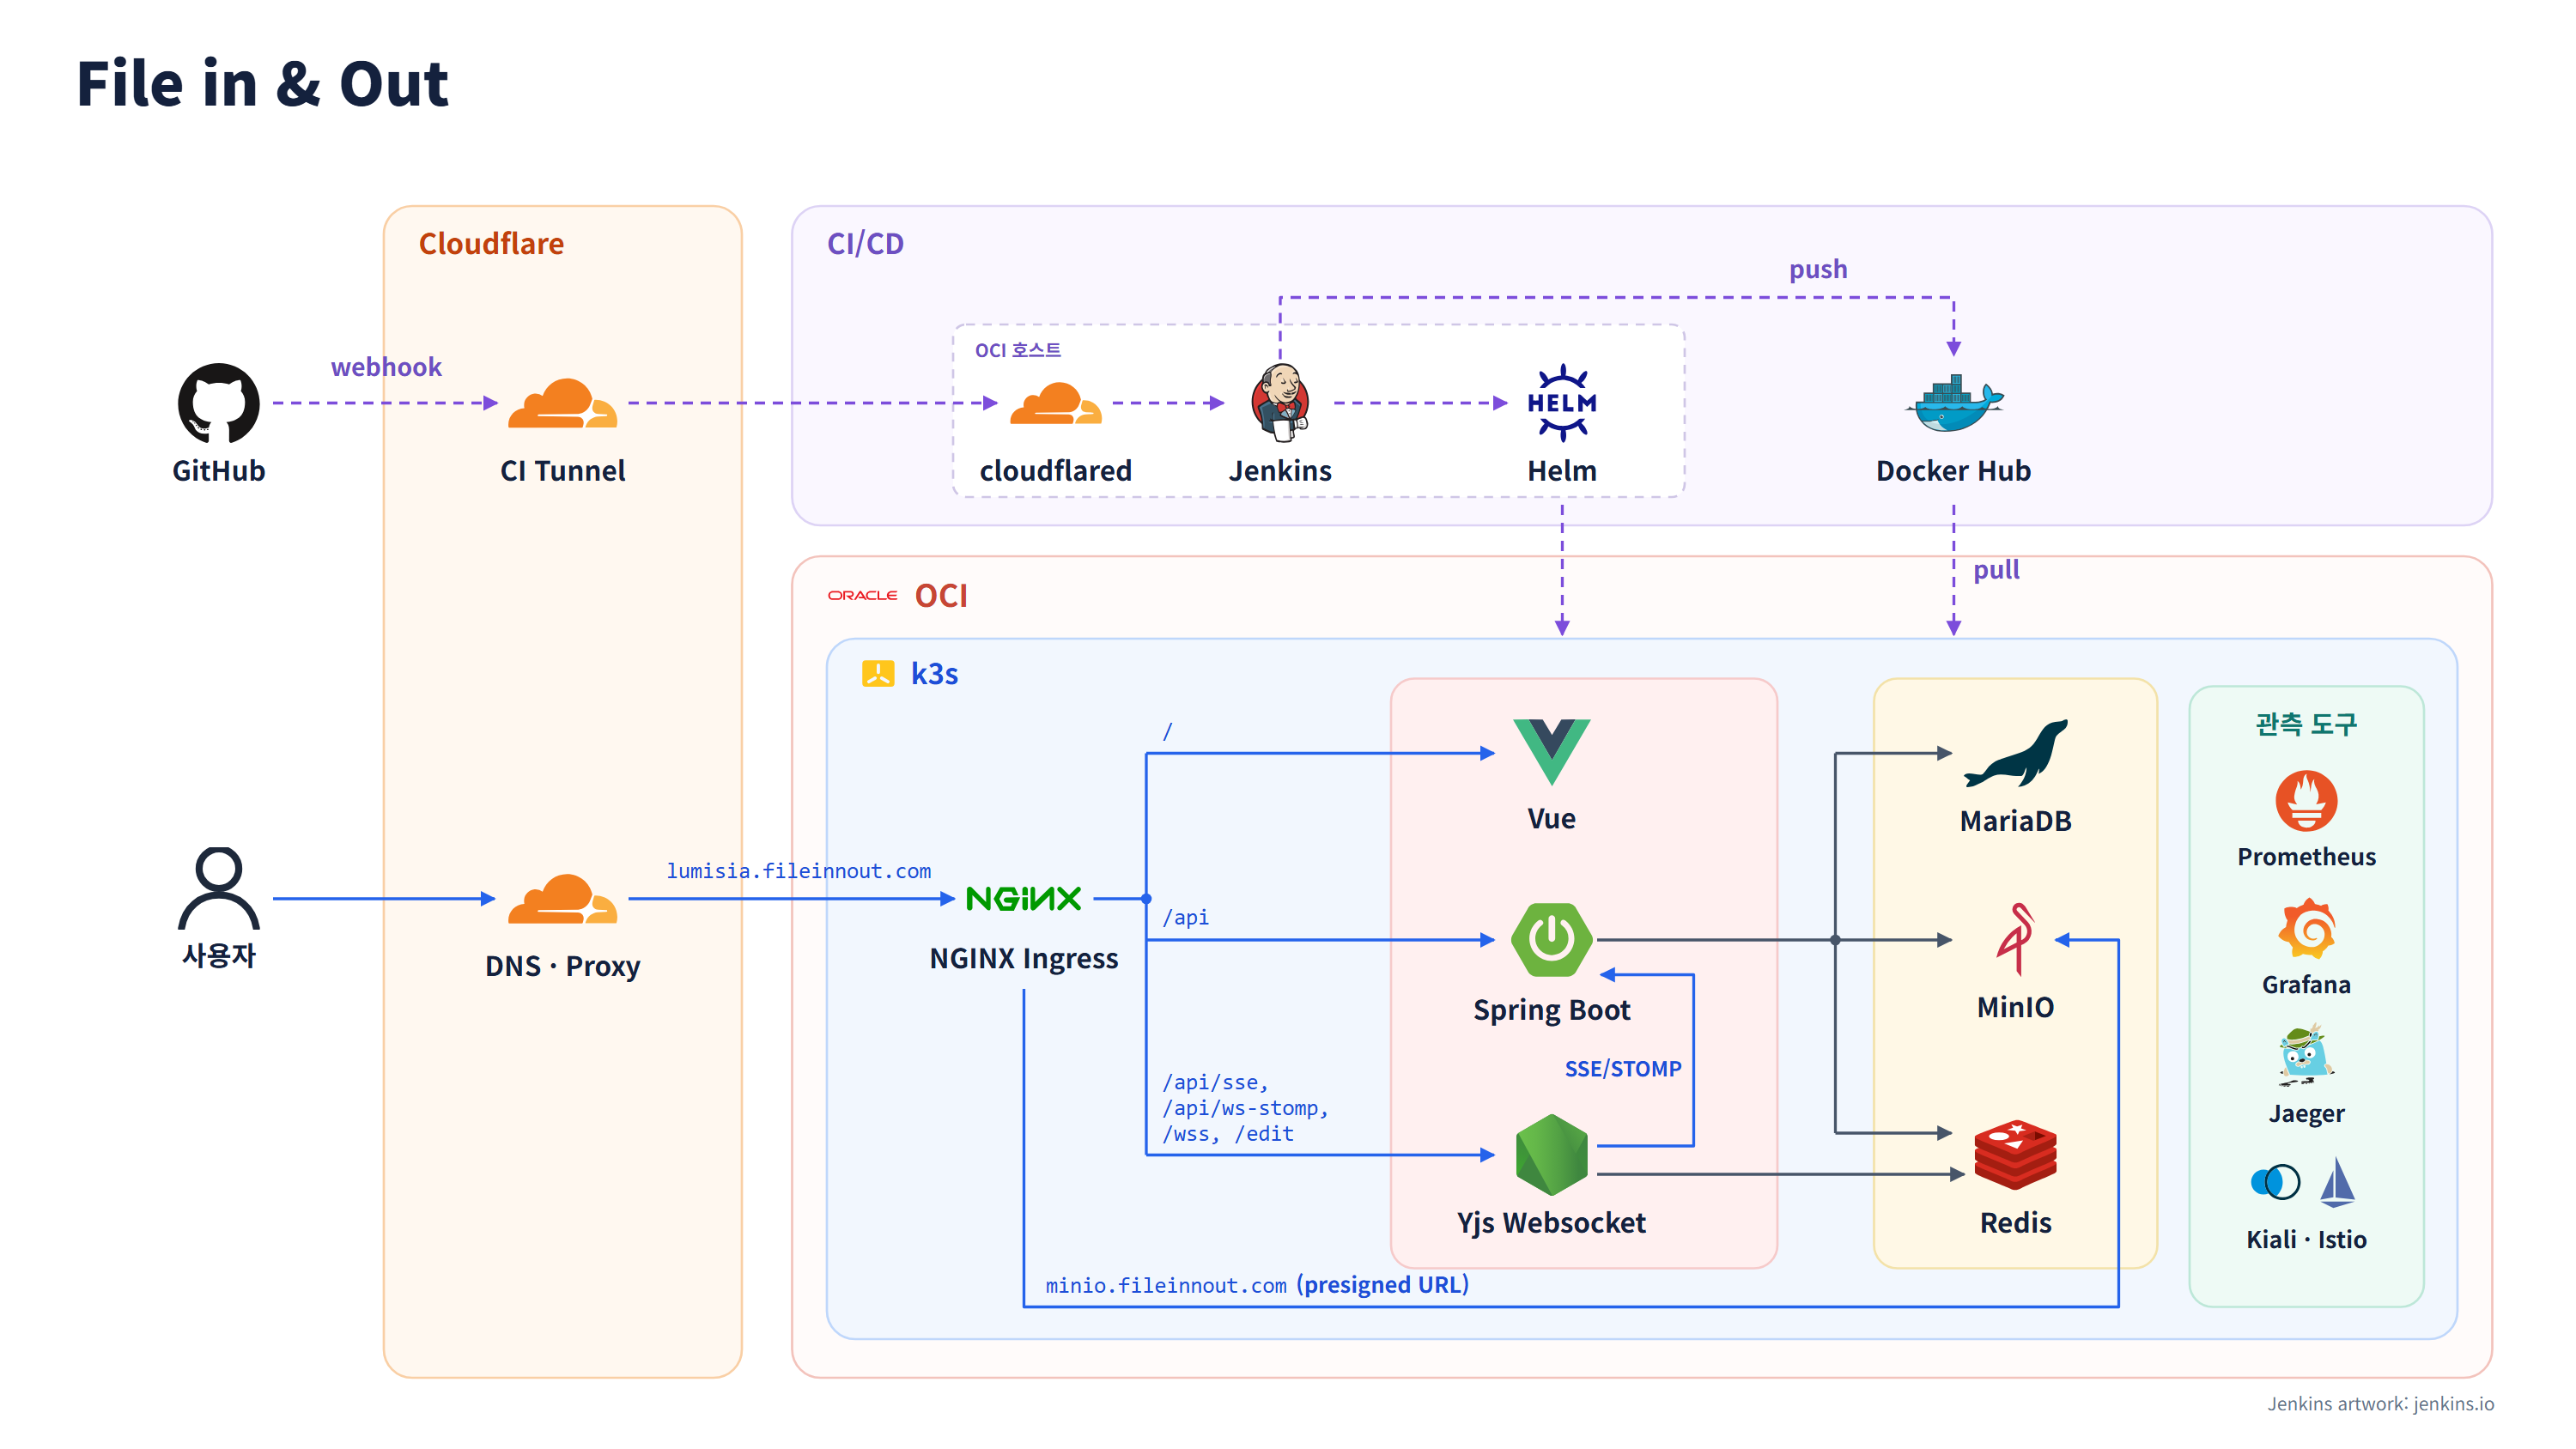 File in & Out
Cloudflare
CI/CD
push
OCI 호스트
webhook
HELM
GitHub
CI Tunnel
cloudflared
Jenkins
Helm
Docker Hub
pull
ORACLE OCI
k3s
/
관측 도구
Vue
MariaDB
Prometheus
lumisia.fileinnout.com
NGINX
/api
사용자
DNS · Proxy
NGINX Ingress
Spring Boot
MinIO
Grafana
SSE/STOMP
/api/sse,
/api/ws-stomp,
/wss, /edit
Jaeger
Yjs Websocket
Redis
Kiali · Istio
minio.fileinnout.com (presigned URL)
Jenkins artwork: jenkins.io